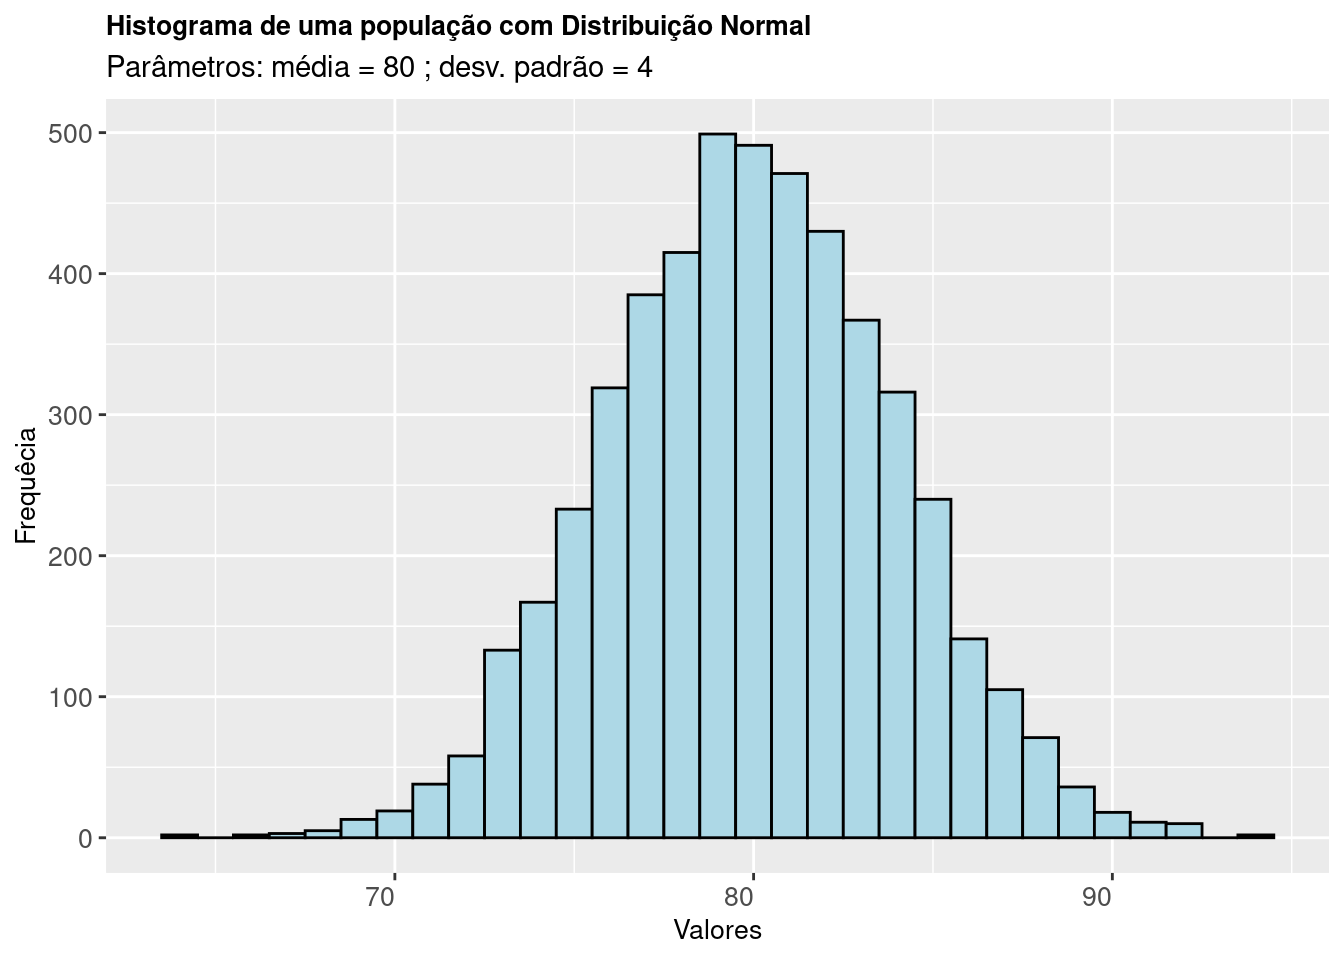 Histograma de uma população com Distribuição Normal
Parâmetros: média = 80 ; desv. padrão = 4
500
400
300
200
100
0
Frequêcia
70 80 90
Valores